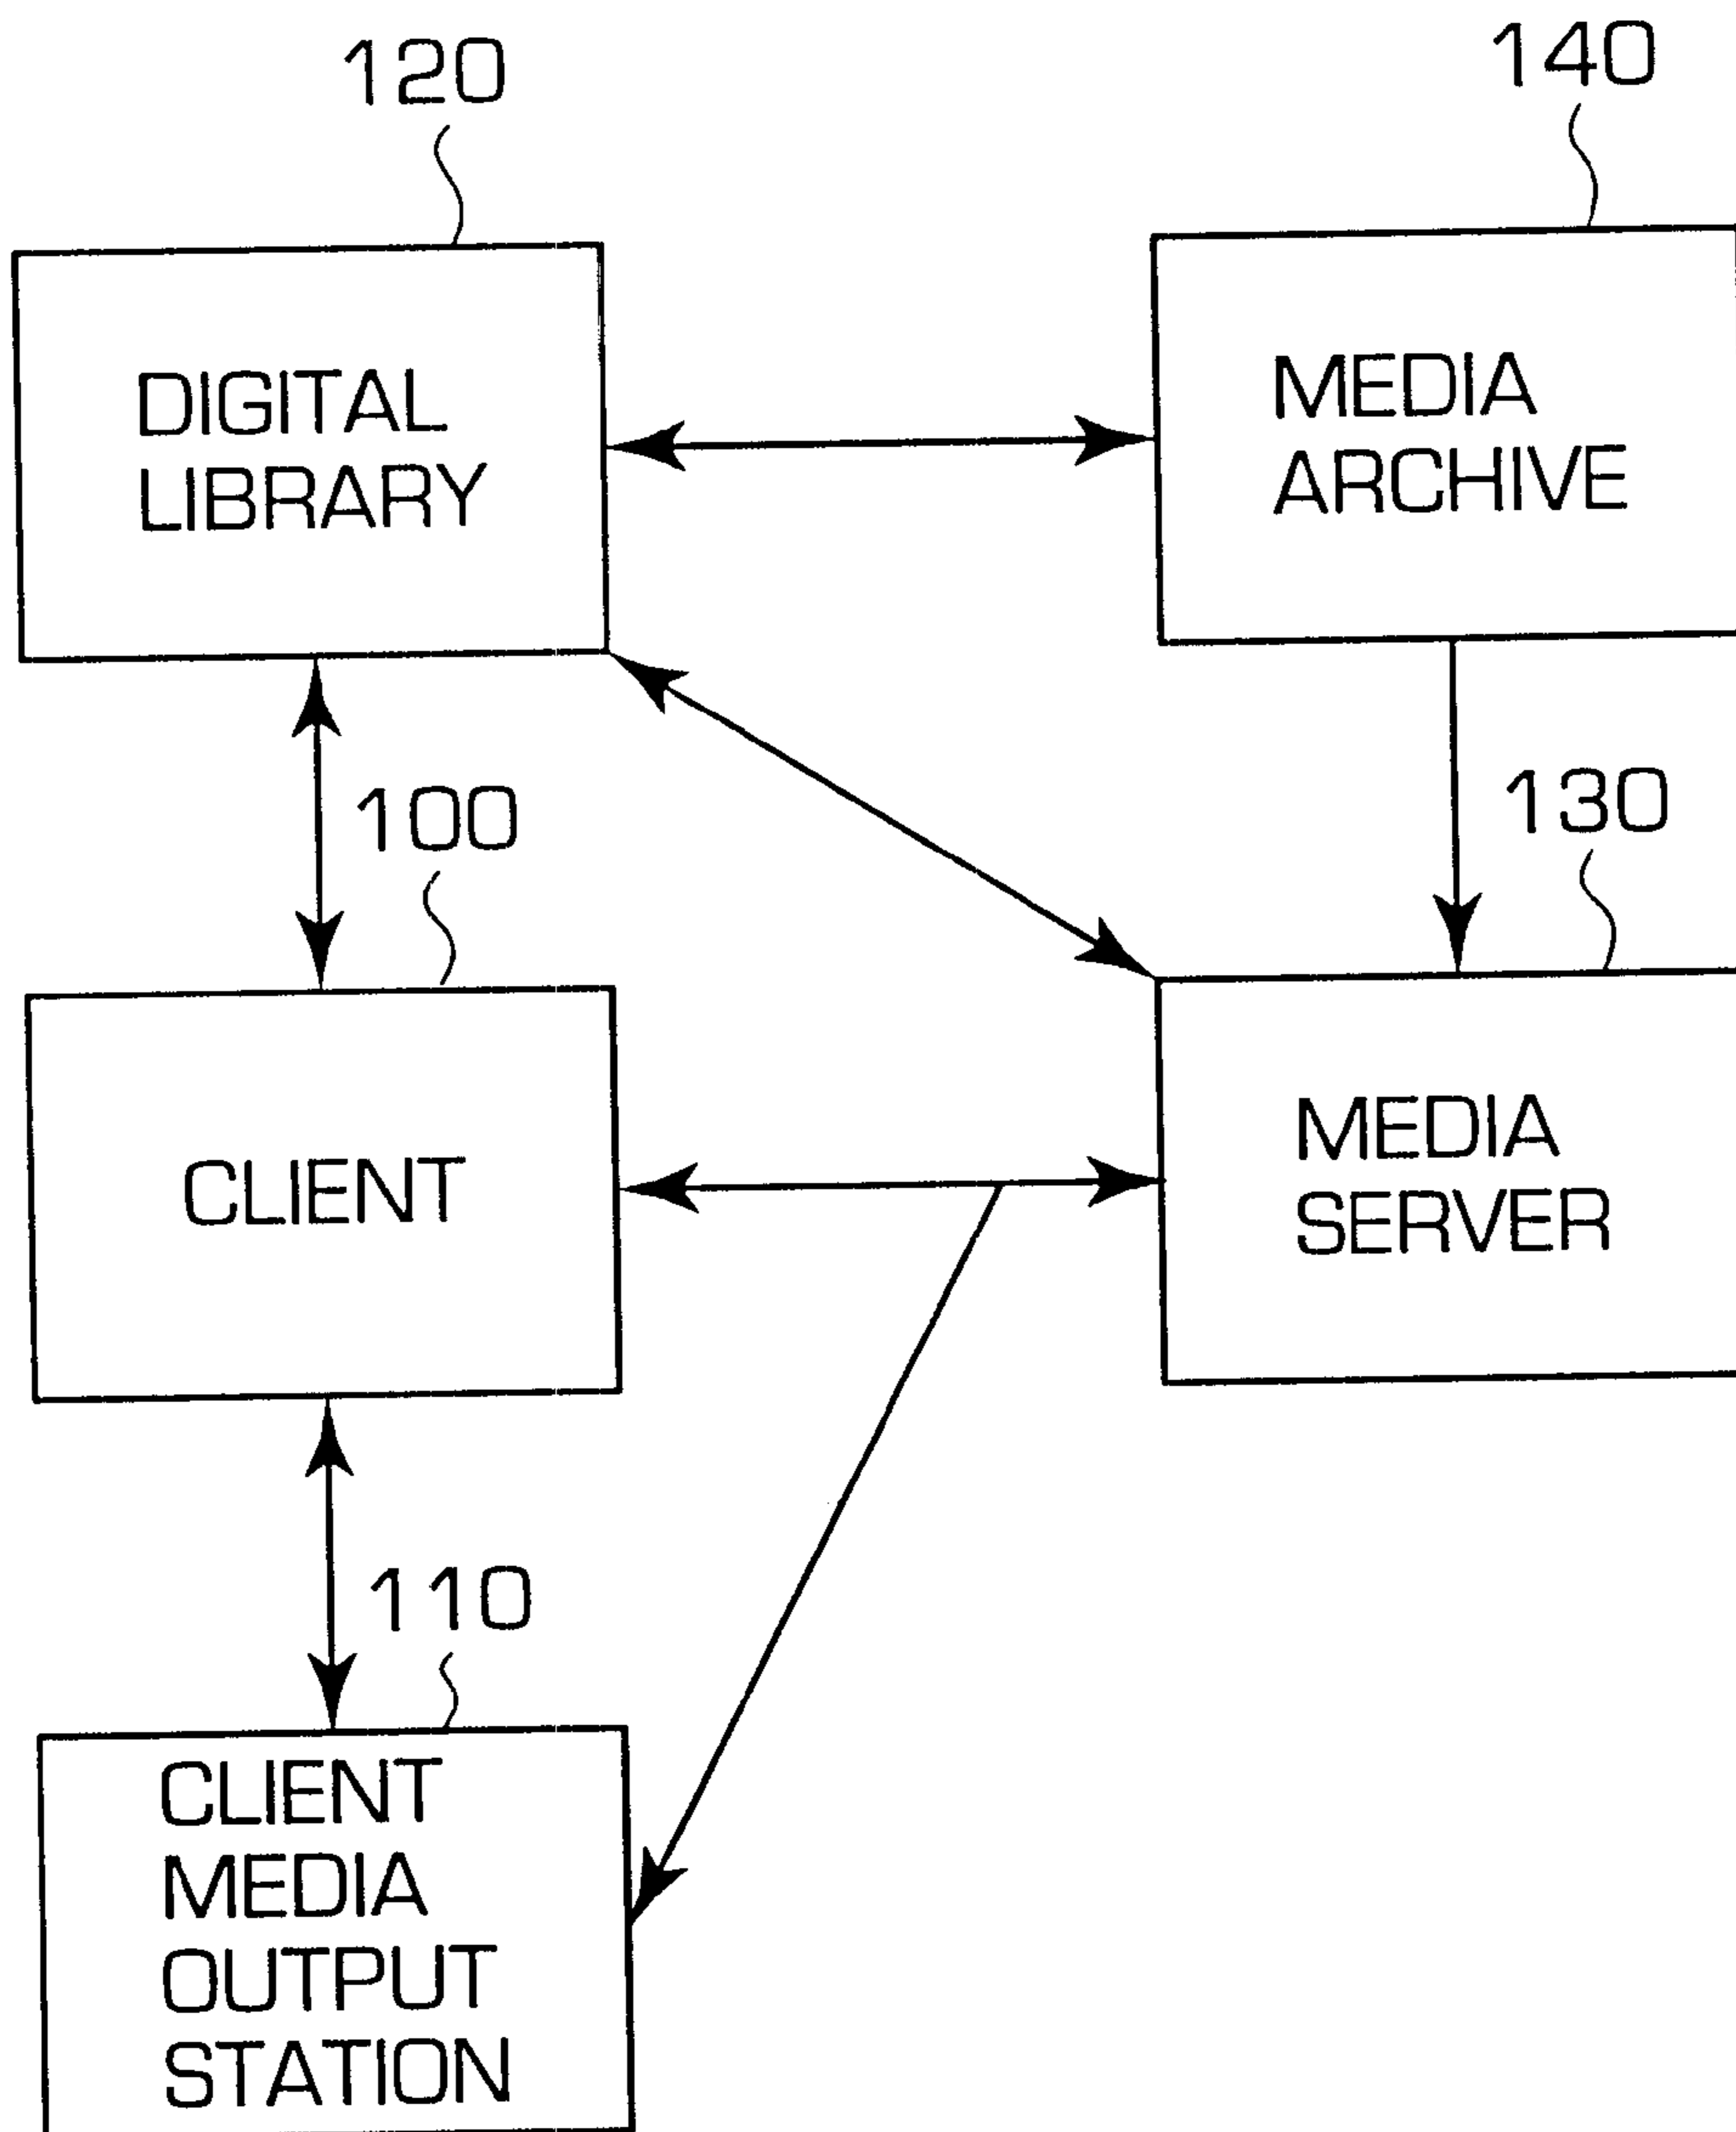 120
140
DIGITAL
LIBRARY
MEDIA
ARCHIVE
100
130
CLIENT
MEDIA
SERVER
110
CLIENT
MEDIA
OUTPUT
STATION